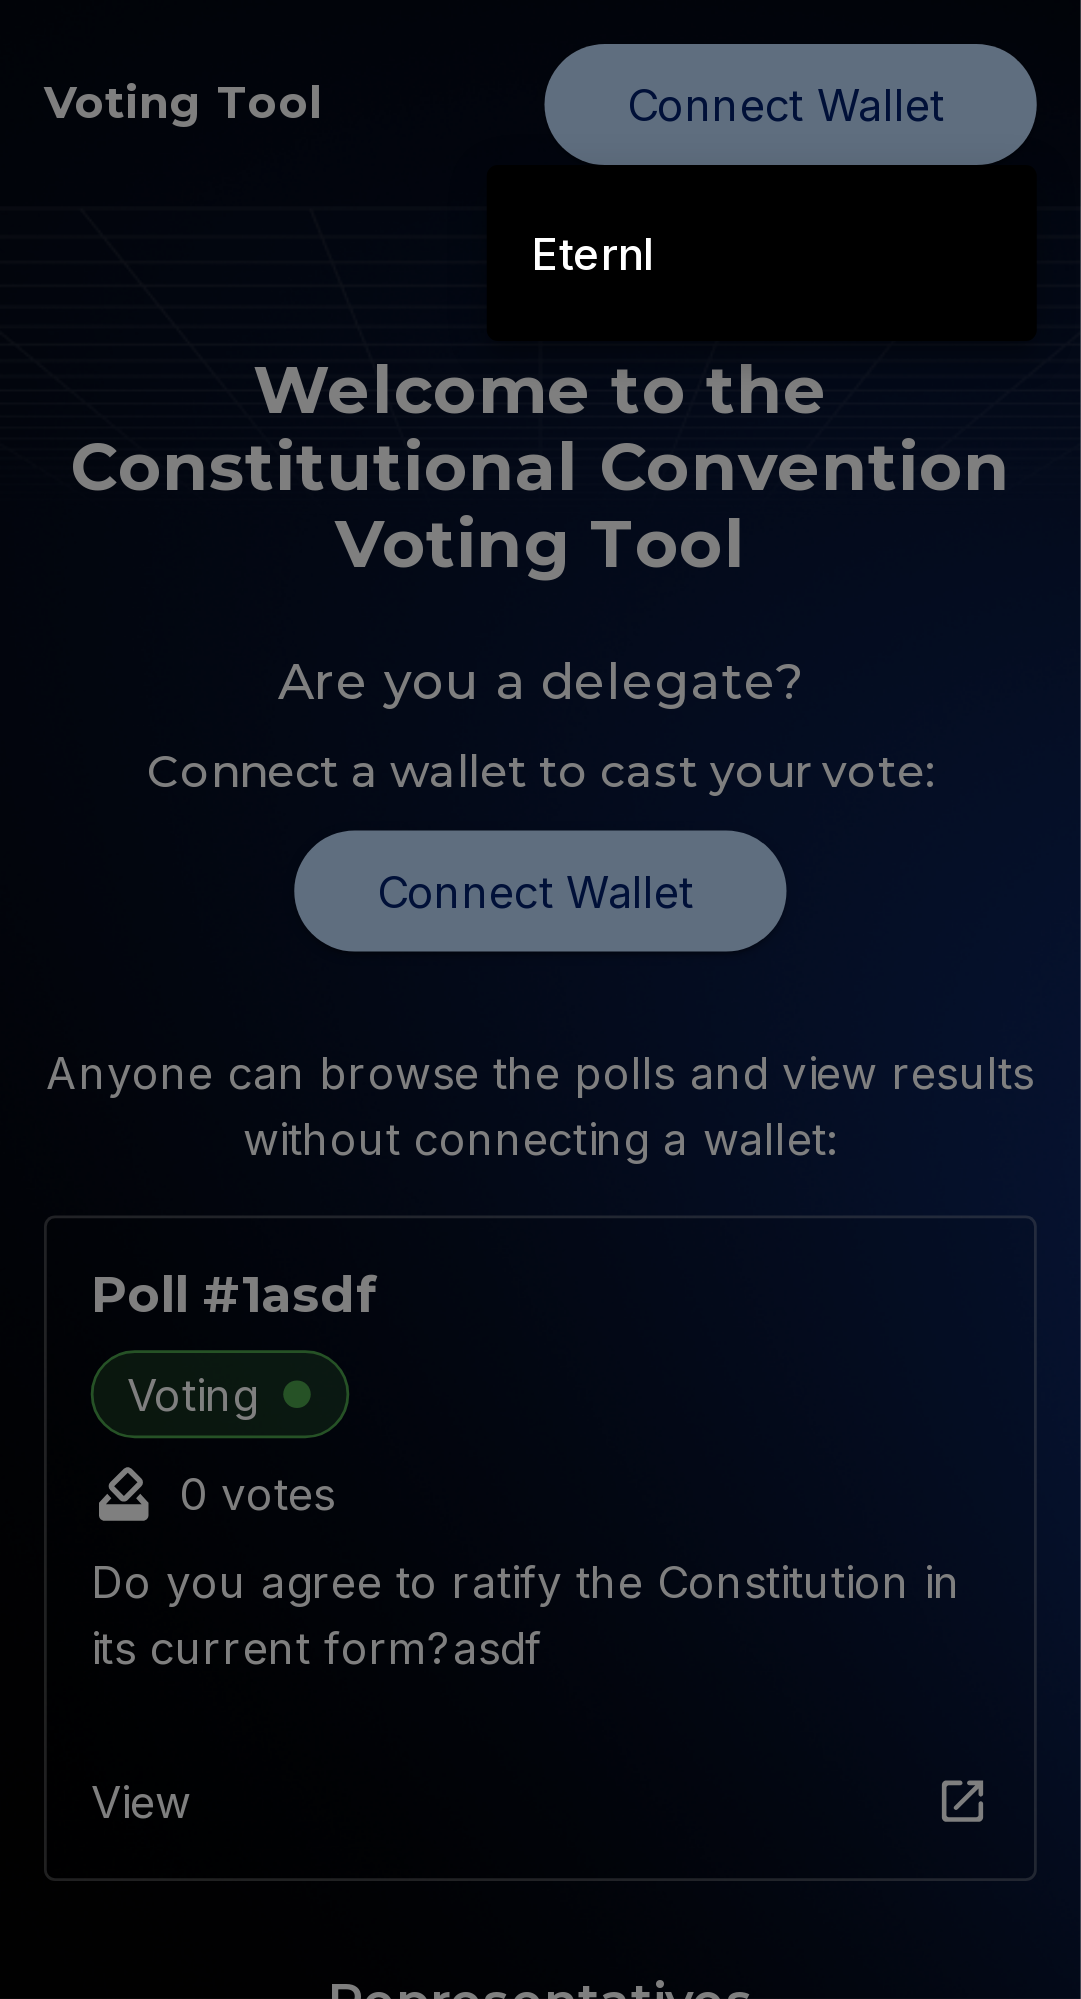 Voting Tool
Connect Wallet
Eternl
Welcome to the
Constitutional Convention
Voting Tool
Are you a delegate?
Connect a wallet to cast your vote:
Connect Wallet
Anyone can browse the polls and view results
without connecting a wallet:
Poll #1asdf
Voting
0 votes
Do you agree to ratify the Constitution in
its current form?asdf
View
Representatives